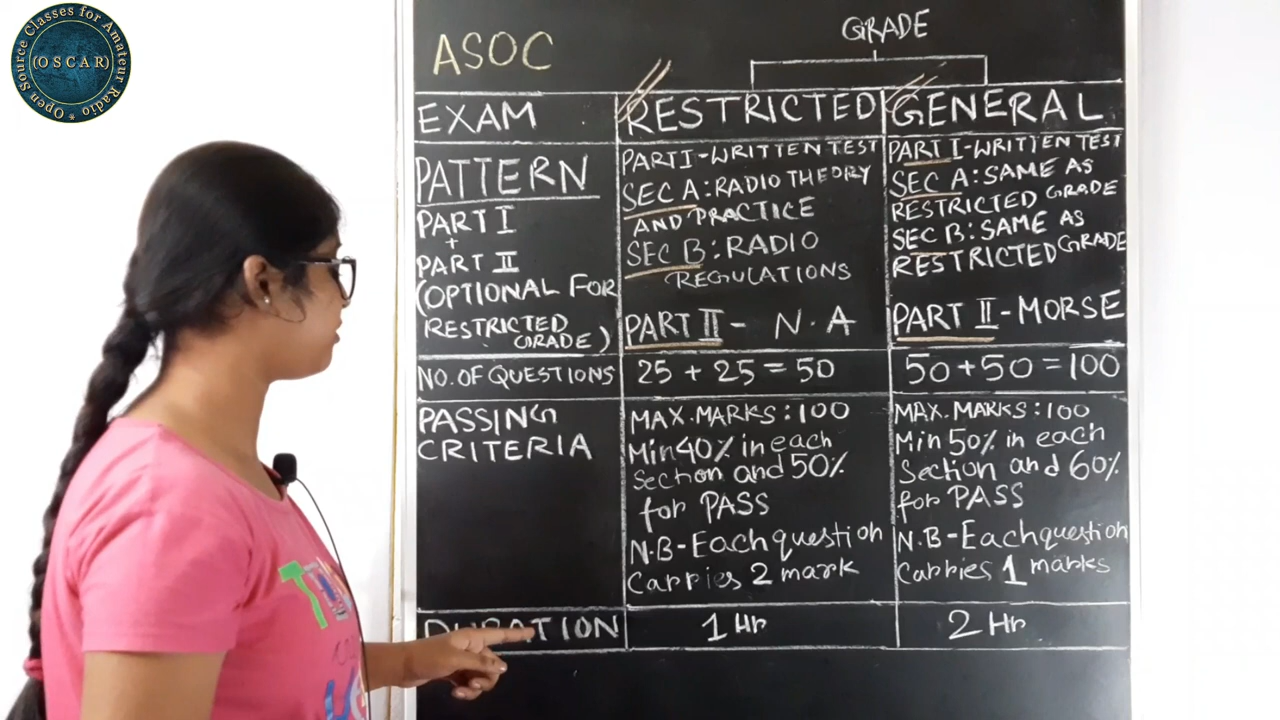 Open Source Classes for Amateur Radio *
(OSCAR)
ASOC
GRADE
EXAM
RESTRICTED
GENERAL
PATTERN
PART I
+
PART II
(OPTIONAL FOR
RESTRICTED
GRADE)
PART I-WRITTEN TEST
SEC A: RADIO THEORY
AND PRACTICE
SEC B: RADIO
REGULATIONS
PART II - N.A
PART I-WRITTEN TEST
SEC A: SAME AS
RESTRICTED GRADE
SEC B: SAME AS
RESTRICTED GRADE
PART II-MORSE
NO. OF QUESTIONS
25 + 25 = 50
50 + 50 = 100
PASSING
CRITERIA
MAX. MARKS: 100
Min 40% in each
Section and 50%
for PASS
N.B-Each question
Carries 2 mark
MAX. MARKS: 100
Min 50% in each
Section and 60%
for PASS
N.B-Each question
Carries 1 marks
DURATION
1 Hr
2 Hr